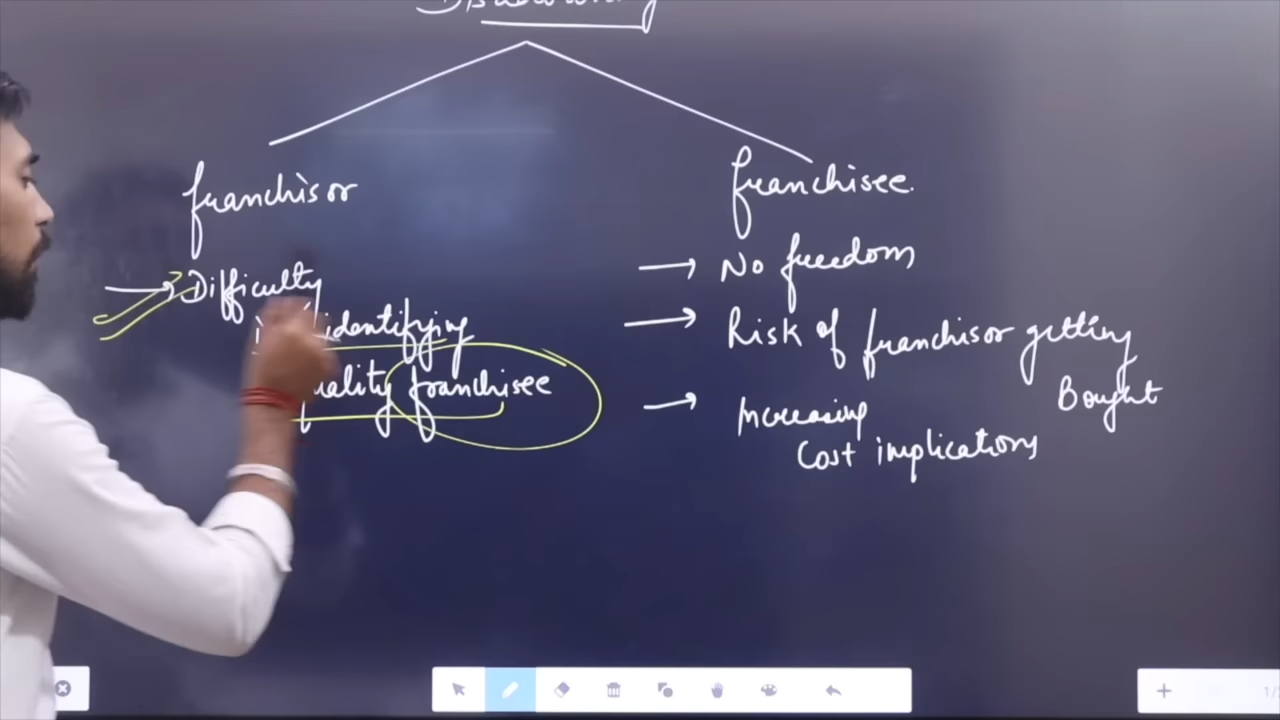 franchisor
franchisee.
Difficulty
identifying
franchisee
→ No freedom
→ Risk of franchisor getting
Bought
→ Increasing
Cost implications